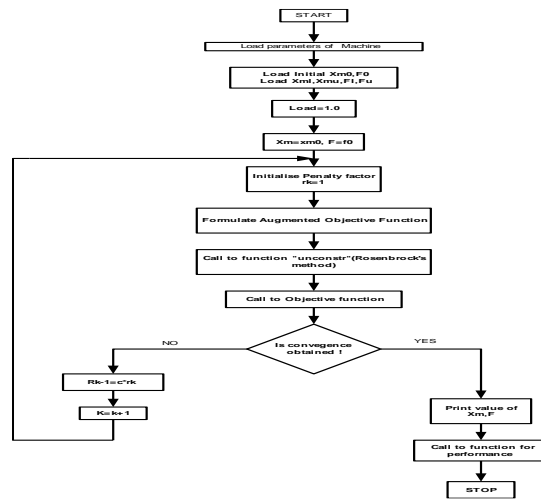 START
Load parameters of Machine
Load Initial Xm0,F0
Load Xml,Xmu,Fl,Fu
Load=1.0
Xm=xm0, F=f0
Initialise Penalty factor
rk=1
Formulate Augmented Objective Function
Call to function "unconstr"(Rosenbrock's
method)
Call to Objective function
Is convegence
obtained !
NO
YES
Rk-1=c*rk
K=k+1
Print value of
Xm,F
Call to function for
performance
STOP